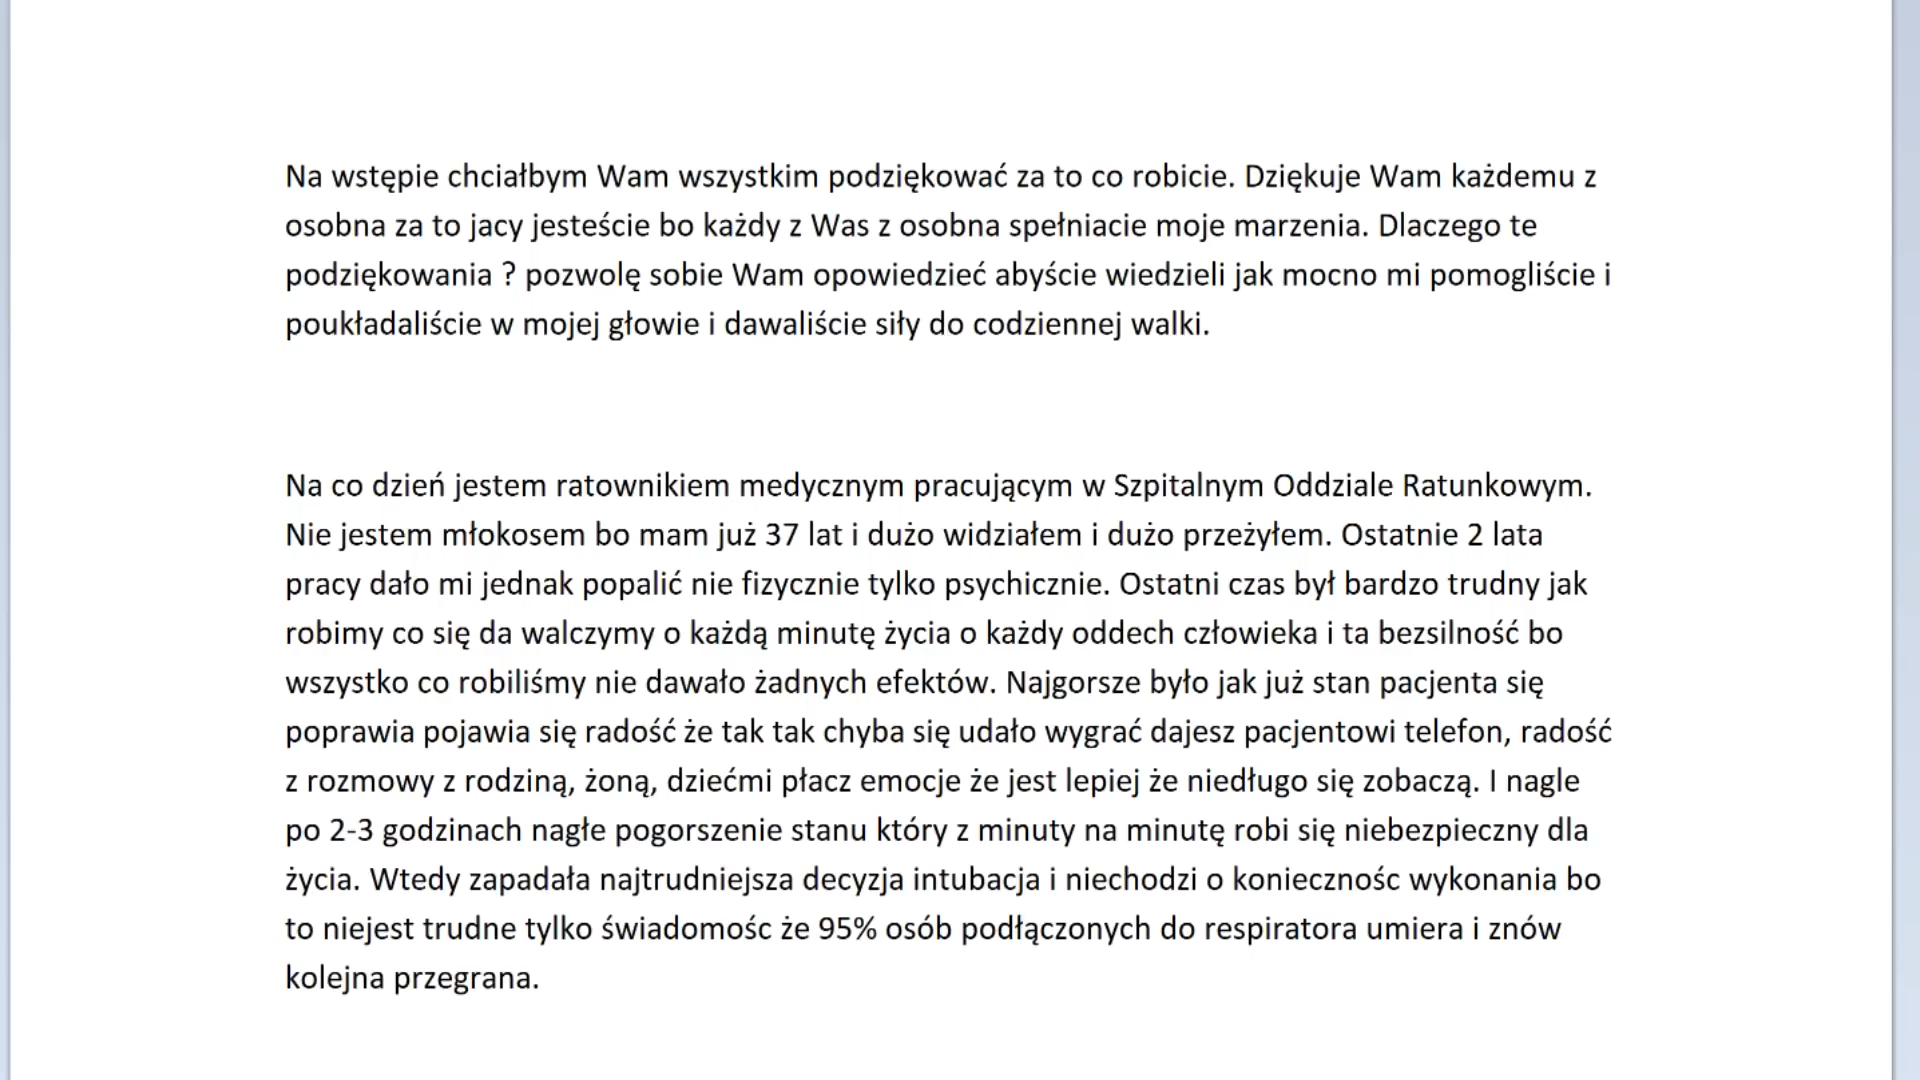 Na wstępie chciałbym Wam wszystkim podziękować za to co robicie. Dziękuje Wam każdemu z
osobna za to jacy jesteście bo każdy z Was z osobna spełniacie moje marzenia. Dlaczego te
podziękowania ? pozwolę sobie Wam opowiedzieć abyście wiedzieli jak mocno mi pomogliście i
poukładaliście w mojej głowie i dawaliście siły do codziennej walki.
Na co dzień jestem ratownikiem medycznym pracującym w Szpitalnym Oddziale Ratunkowym.
Nie jestem młokosem bo mam już 37 lat i dużo widziałem i dużo przeżyłem. Ostatnie 2 lata
pracy dało mi jednak popalić nie fizycznie tylko psychicznie. Ostatni czas był bardzo trudny jak
robimy co się da walczymy o każdą minutę życia o każdy oddech człowieka i ta bezsilność bo
wszystko co robiliśmy nie dawało żadnych efektów. Najgorsze było jak już stan pacjenta się
poprawia pojawia się radość że tak tak chyba się udało wygrać dajesz pacjentowi telefon, radość
z rozmowy z rodziną, żoną, dziećmi płacz emocje że jest lepiej że niedługo się zobaczą. I nagle
po 2-3 godzinach nagłe pogorszenie stanu który z minuty na minutę robi się niebezpieczny dla
życia. Wtedy zapadała najtrudniejsza decyzja intubacja i niechodzi o koniecznośc wykonania bo
to niejest trudne tylko świadomośc że 95% osób podłączonych do respiratora umiera i znów
kolejna przegrana.